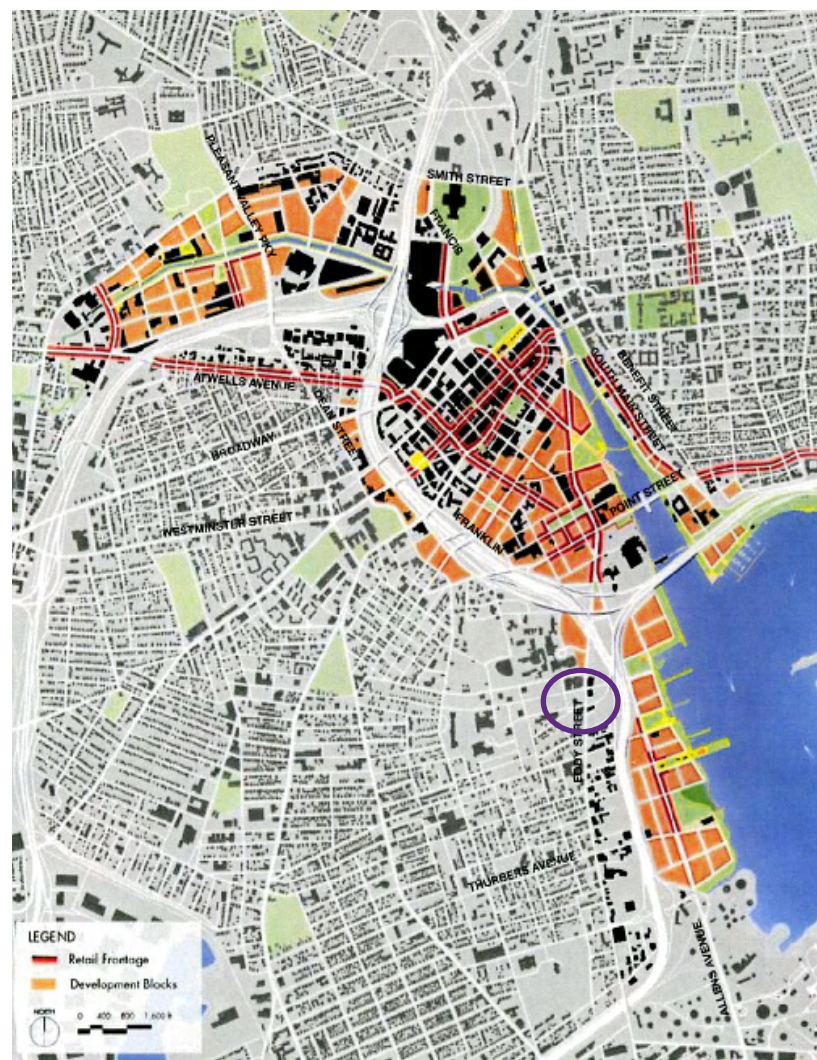 PLEASANT VALLEY PKY
SMITH STREET
FRANCIS
ATWELLS AVENUE
DEAN STREET
BENEFIT STREET
SOUTH MAIN STREET
BROADWAY
POINT STREET
WESTMINSTER STREET
FRANKLIN
EDDY STREET
THURBERS AVENUE
ALLIENS AVENUE
LEGEND
Retail Frontage
Development Blocks
NORTH
0 400 800 1,600 ft